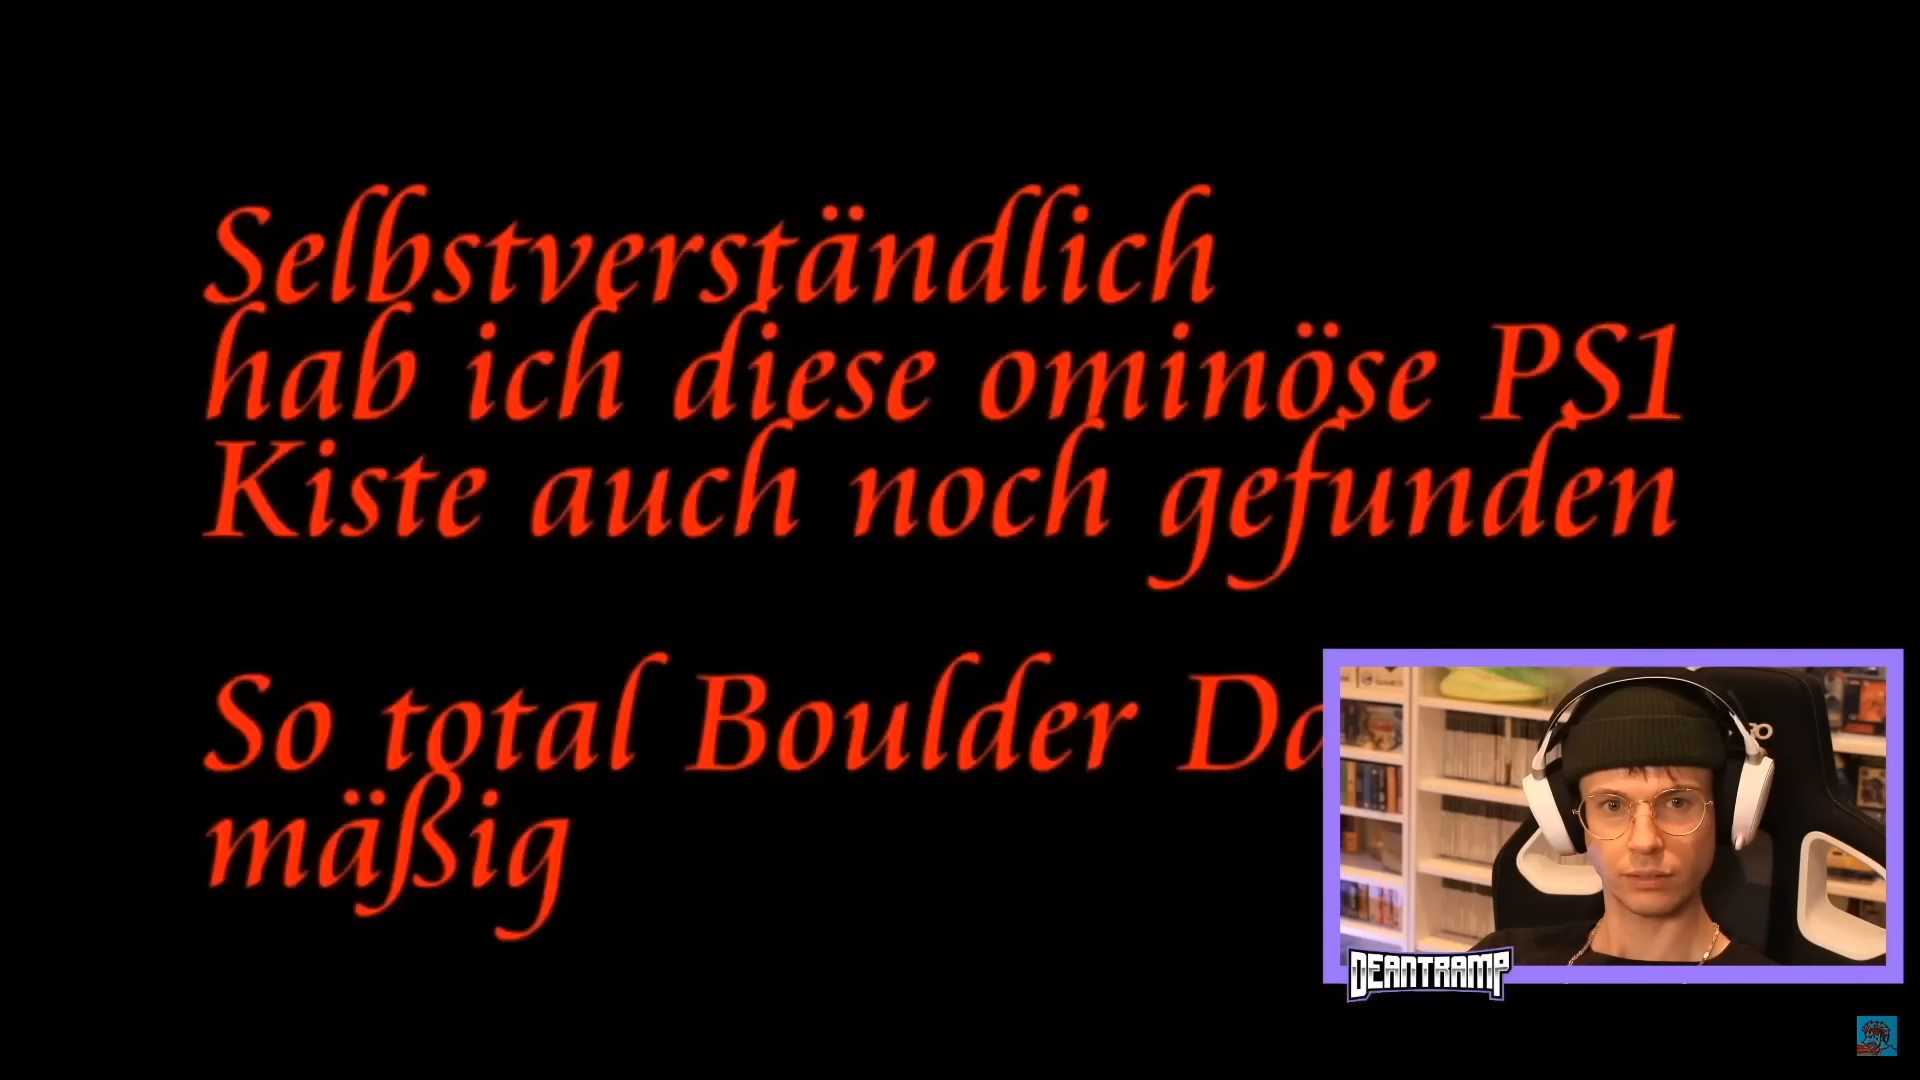 Selbstverständlich
hab ich diese ominöse PS1
Kiste auch noch gefunden
So total Boulder
mäßig
DEANTRAMP